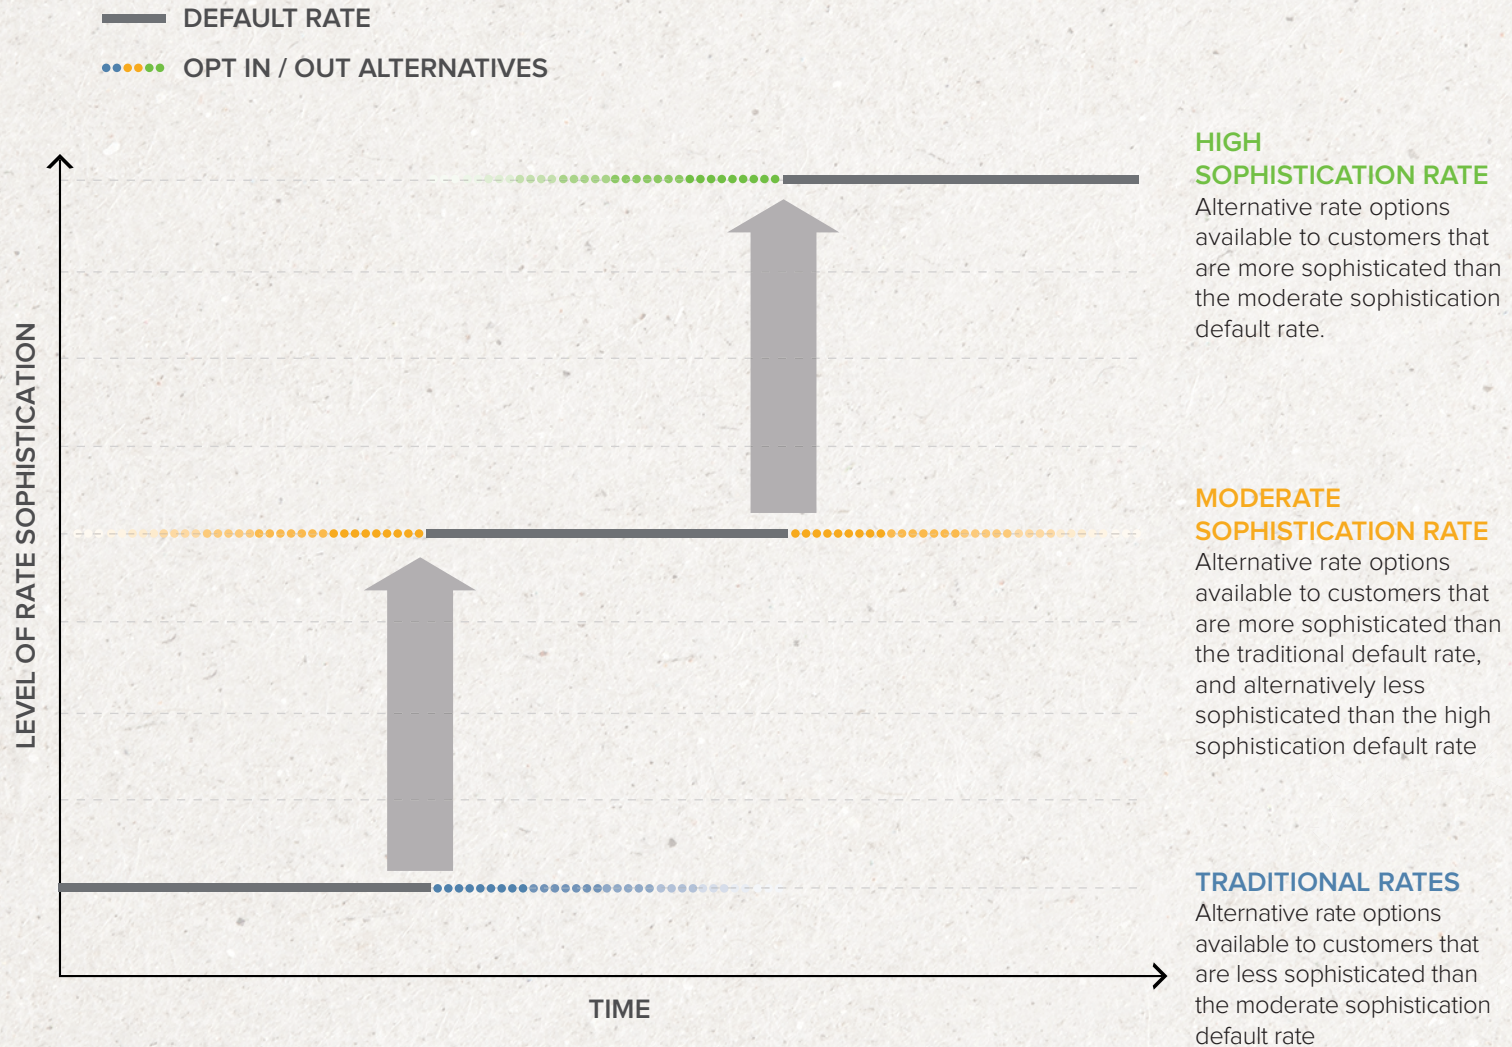 DEFAULT RATE
OPT IN / OUT ALTERNATIVES
LEVEL OF RATE SOPHISTICATION
TIME
HIGH
SOPHISTICATION RATE
Alternative rate options
available to customers that
are more sophisticated than
the moderate sophistication
default rate.
MODERATE
SOPHISTICATION RATE
Alternative rate options
available to customers that
are more sophisticated than
the traditional default rate,
and alternatively less
sophisticated than the high
sophistication default rate
TRADITIONAL RATES
Alternative rate options
available to customers that
are less sophisticated than
the moderate sophistication
default rate